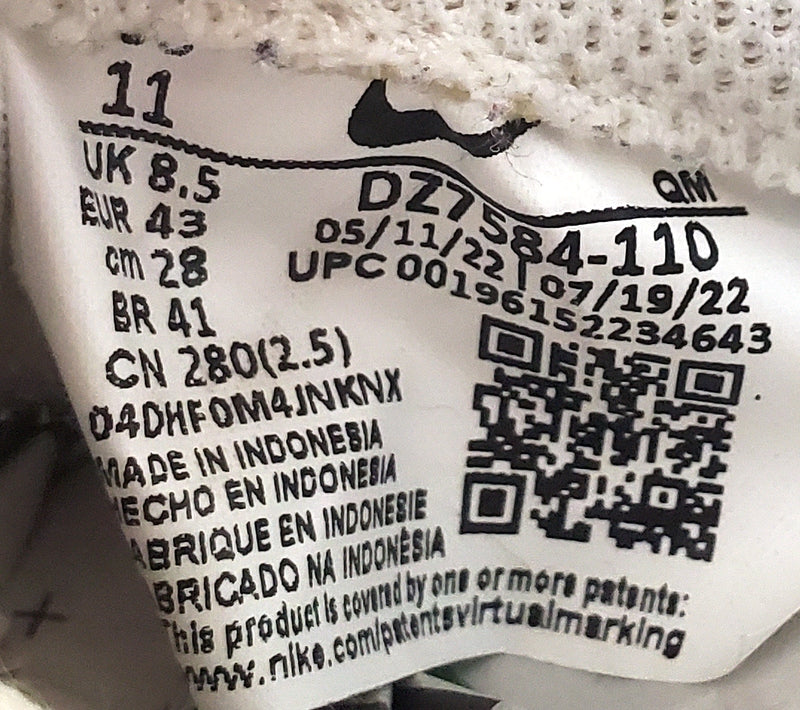 11
UK 8.5
EUR 43
cm 28
BR 41
CN 280(2.5)
QM
DZ7584-110
05/11/22 | 07/19/22
UPC 00196152234643
04DHF0M4JNKNX
MADE IN INDONESIA
HECHO EN INDONESIA
ABRIQUE EN INDONESIE
BRICADO NA INDONÉSIA
This product is covered by one or more patents:
www.nike.com/patentsvirtualmarking